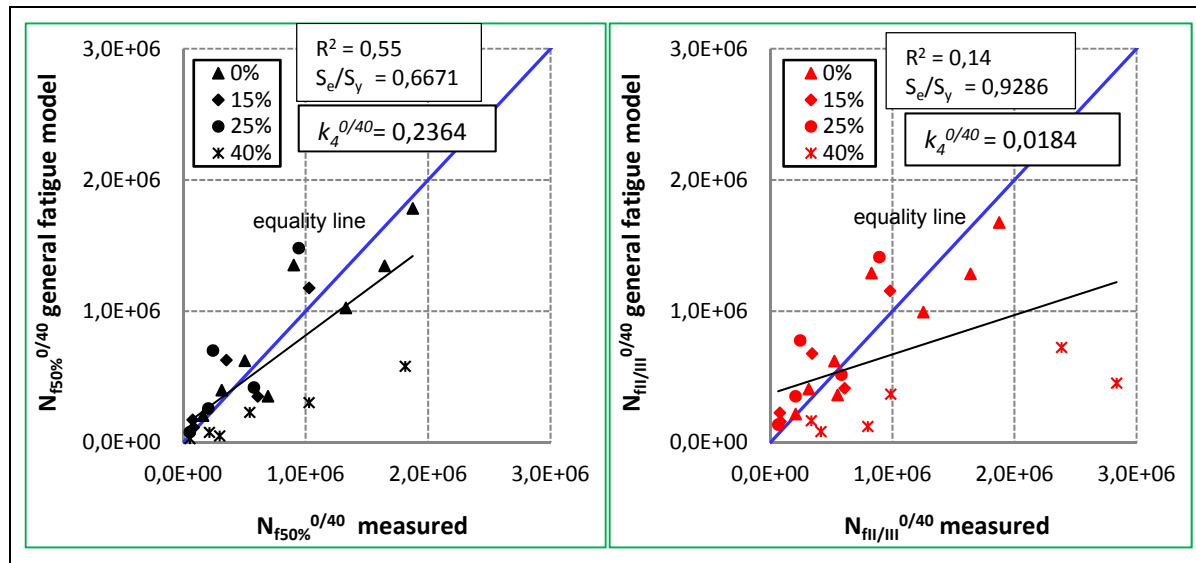 R² = 0,55
Sₑ/Sᵧ = 0,6671
k₄⁰/⁴⁰= 0,2364
0%
15%
25%
40%
equality line
3,0E+06
2,0E+06
1,0E+06
0,0E+00
0,0E+00 1,0E+06 2,0E+06 3,0E+06
N_f50%^0/40 general fatigue model
N_f50%^0/40 measured
R² = 0,14
Sₑ/Sᵧ = 0,9286
k₄⁰/⁴⁰= 0,0184
0%
15%
25%
40%
equality line
3,0E+06
2,0E+06
1,0E+06
0,0E+00
0,0E+00 1,0E+06 2,0E+06 3,0E+06
N_fII/III^0/40 general fatigue model
N_fII/III^0/40 measured